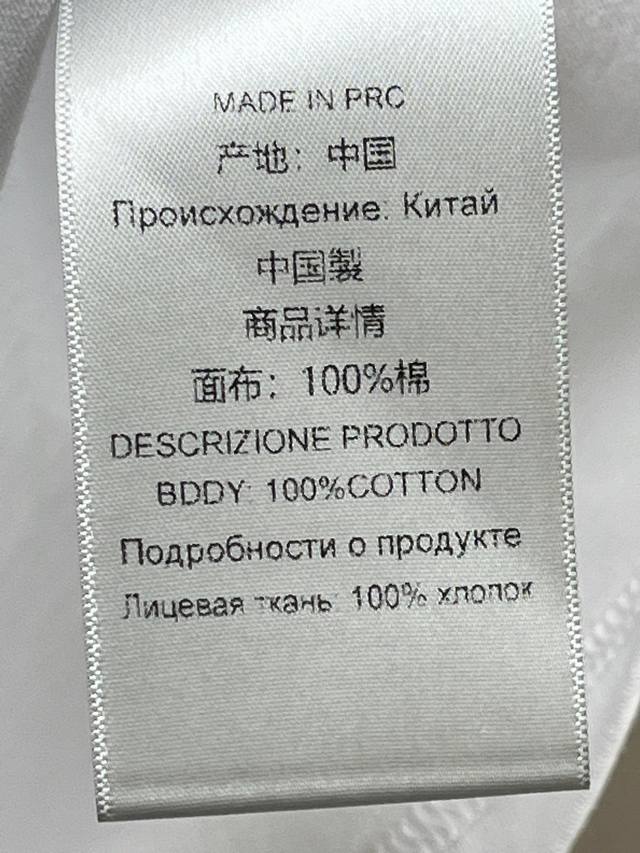 MADE IN PRC
产地：中国
Происхождение: Китай
中国製
商品详情
面布：100%棉
DESCRIZIONE PRODOTTO
BDDY: 100%COTTON
Подробности о продукте
Лицевая ткань: 100% хлопок